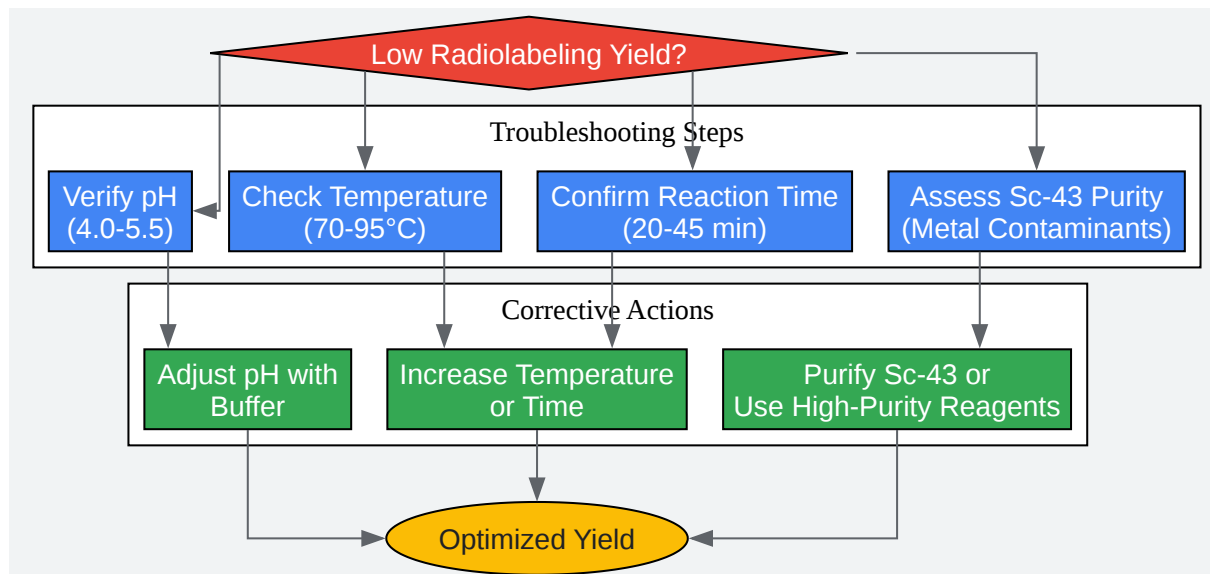 Low Radiolabeling Yield?
Troubleshooting Steps
Verify pH
(4.0-5.5)
Check Temperature
(70-95°C)
Confirm Reaction Time
(20-45 min)
Assess Sc-43 Purity
(Metal Contaminants)
Corrective Actions
Adjust pH with
Buffer
Increase Temperature
or Time
Purify Sc-43 or
Use High-Purity Reagents
Optimized Yield